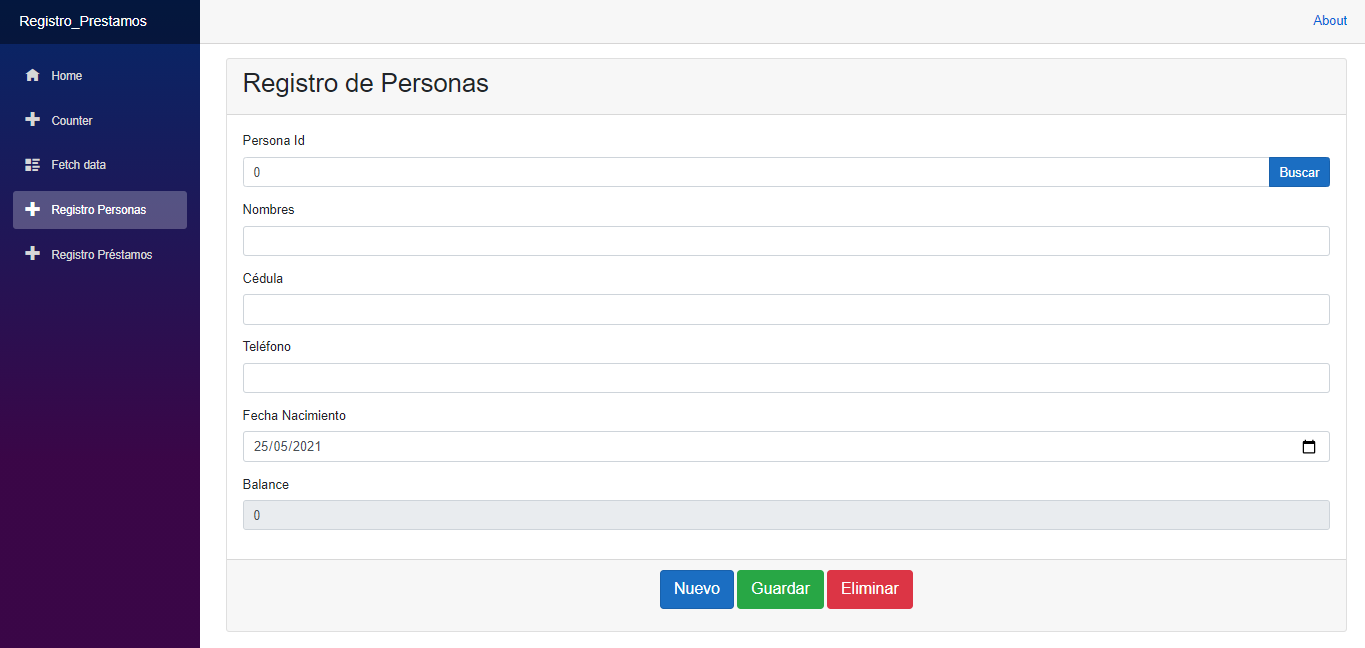 Registro_Prestamos
About
Home
Counter
Fetch data
Registro Personas
Registro Préstamos
Registro de Personas
Persona Id
0
Buscar
Nombres
Cédula
Teléfono
Fecha Nacimiento
25/05/2021
Balance
0
Nuevo Guardar Eliminar